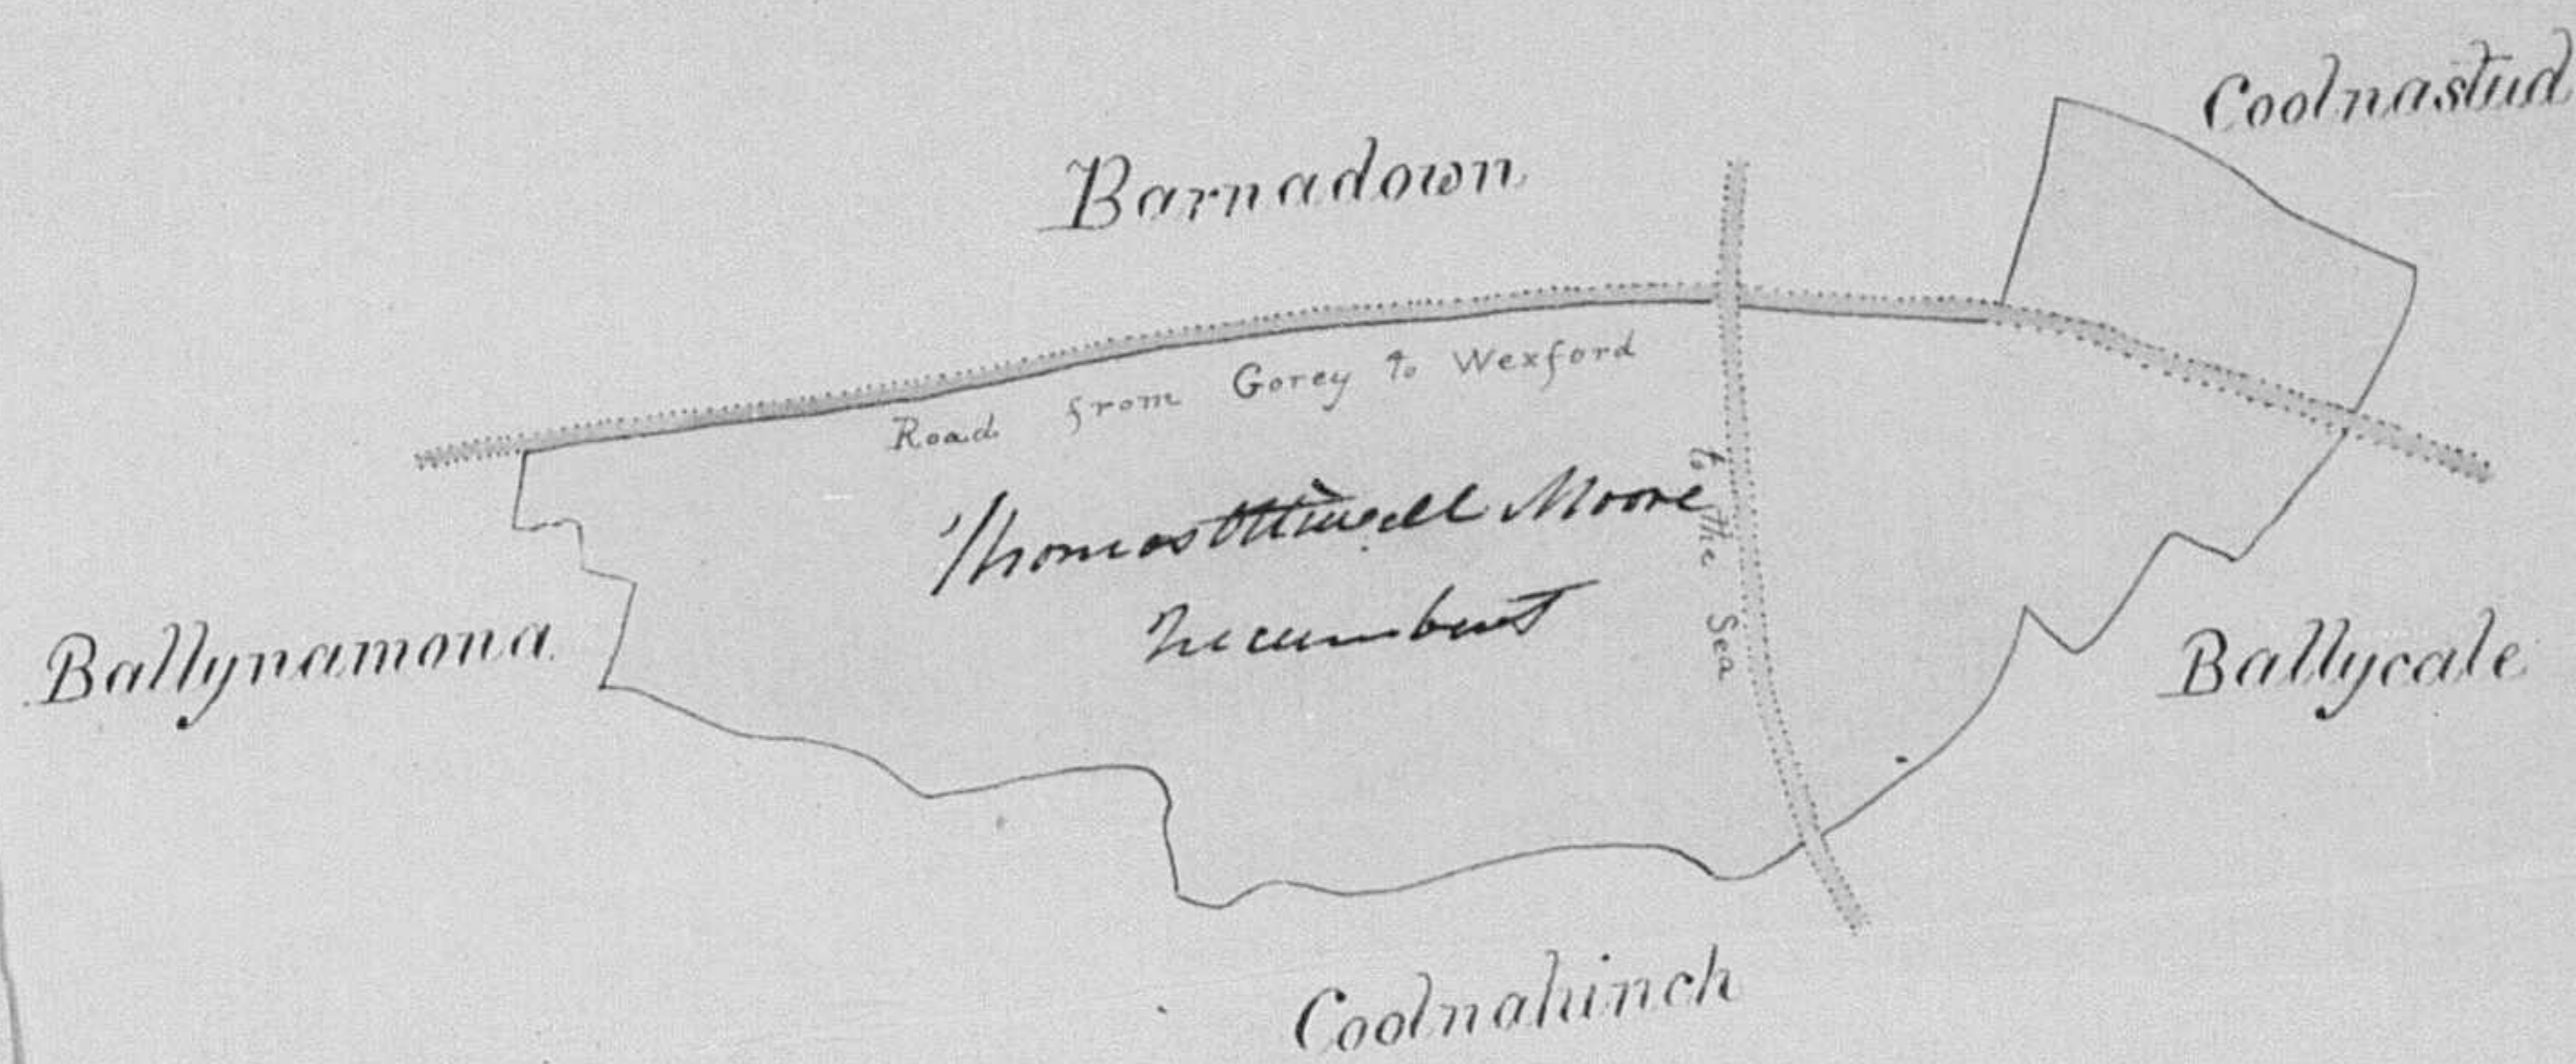 Coolnastud
Barnadown
Road from Gorey to Wexford
to the Sea
Thomas Ottiwell Moore
Incumbent
Ballynamona
Ballycale
Coolnahinch